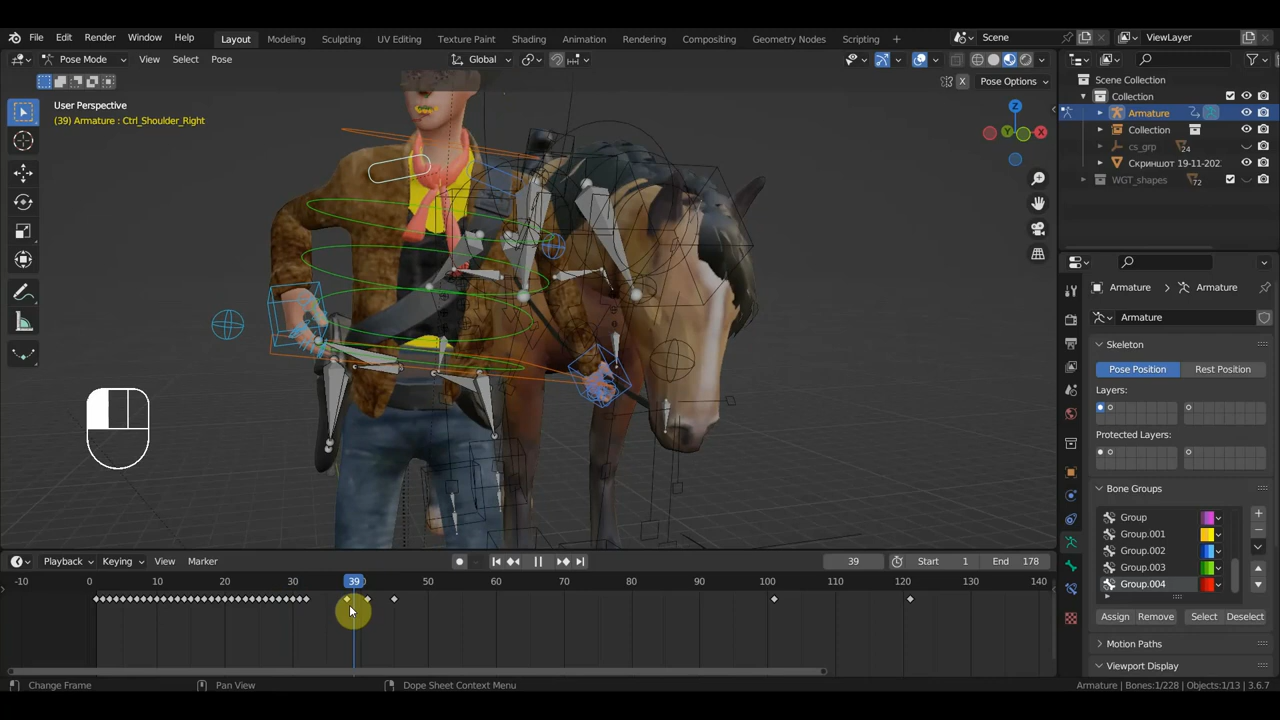 File Edit Render Window Help Layout Modeling Sculpting UV Editing Texture Paint Shading Animation Rendering Compositing Geometry Nodes Scripting + Scene ViewLayer
Pose Mode View Select Pose Global
X Pose Options
User Perspective
(39) Armature : Ctrl_Shoulder_Right
Z
Y X
Scene Collection
Collection
Armature
Collection
cs_grp 24
Скриншот 19-11-202
WGT_shapes 72
Armature Armature
Armature
Skeleton
Pose Position Rest Position
Layers:
Protected Layers:
Bone Groups
Group
Group.001
Group.002
Group.003
Group.004
Assign Remove Select Deselect
Motion Paths
Viewport Display
Playback Keying View Marker 39 Start 1 End 178
-10 0 10 20 30 39 50 60 70 80 90 100 110 120 130 140
Change Frame Pan View Dope Sheet Context Menu Armature | Bones:1/228 | Objects:1/13 | 3.6.7